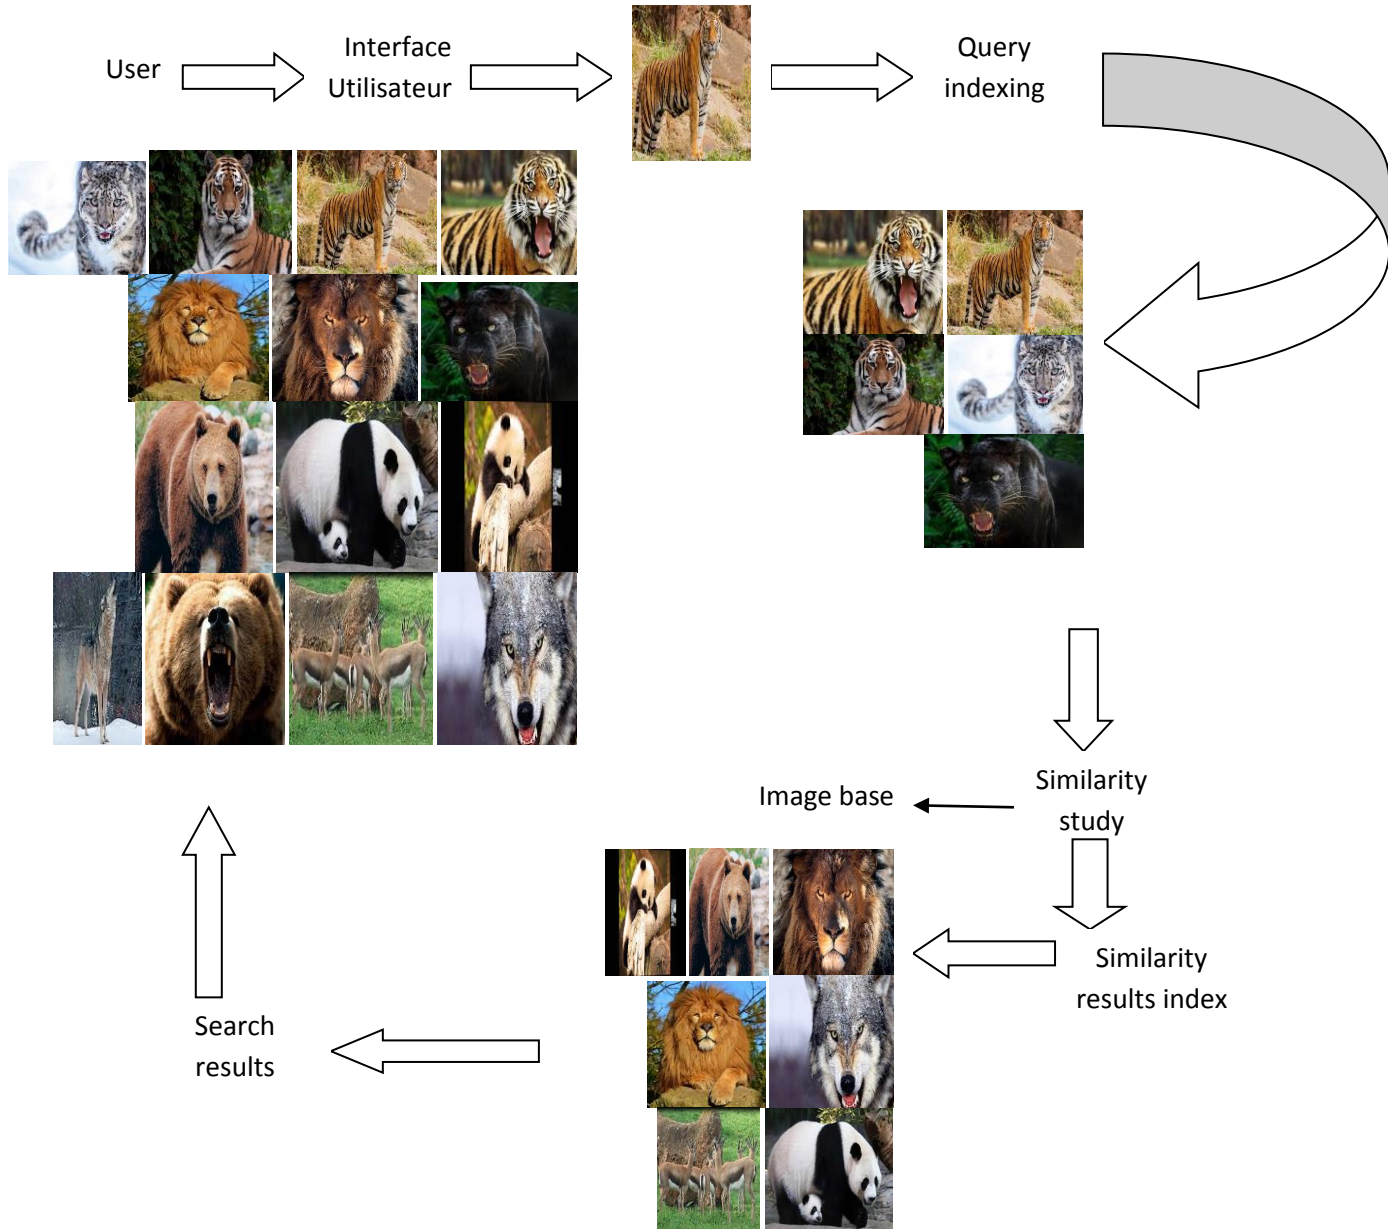 User
Interface
Utilisateur
Query
indexing
Similarity
study
Image base
Similarity
results index
Search
results